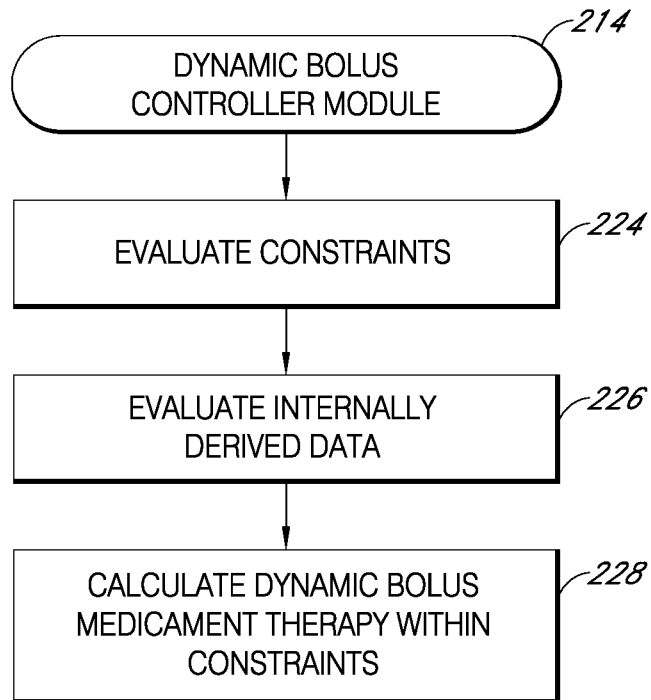 214
DYNAMIC BOLUS
CONTROLLER MODULE
224
EVALUATE CONSTRAINTS
226
EVALUATE INTERNALLY
DERIVED DATA
228
CALCULATE DYNAMIC BOLUS
MEDICAMENT THERAPY WITHIN
CONSTRAINTS